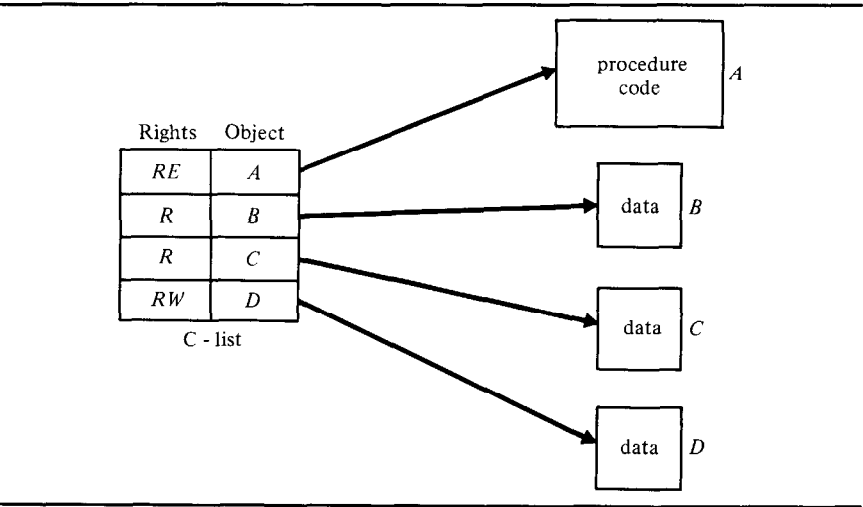 procedure
code
A
Rights Object
RE A
R B
R C
RW D
C - list
data B
data C
data D